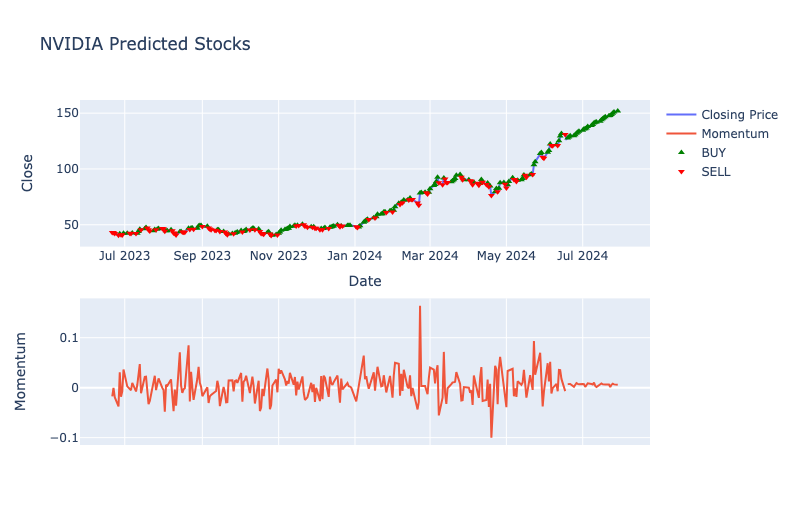 NVIDIA Predicted Stocks
Closing Price
Momentum
BUY
SELL
Close
150
100
50
Jul 2023
Sep 2023
Nov 2023
Jan 2024
Mar 2024
May 2024
Jul 2024
Date
Momentum
0.1
0
−0.1